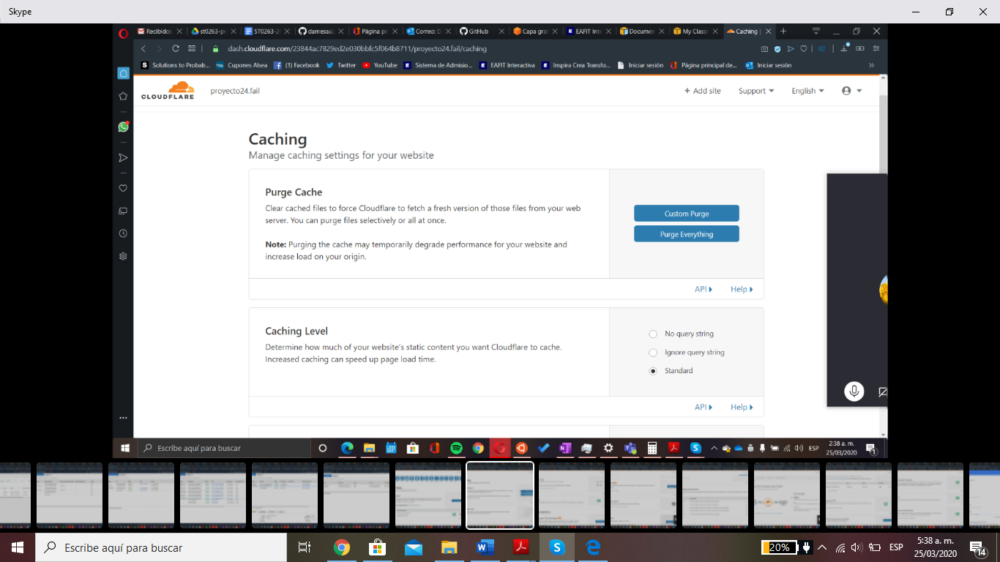 Skype
Recibidos
st0263-pr
ST0263-2
damesaa
Página pr
Correo: D
GitHub
Capa grat
EAFIT Inte
Documen
My Classe
Caching |
dash.cloudflare.com/23844ac7829ed2e030bbfc5f064b8711/proyecto24.fail/caching
Solutions to Probab...
Cupones Alsea
(1) Facebook
Twitter
YouTube
Sistema de Admisio...
EAFIT Interactiva
Inspira Crea Transfo...
Iniciar sesión
Página principal de...
Iniciar sesión
CLOUDFLARE
proyecto24.fail
+ Add site
Support
English
Caching
Manage caching settings for your website
Purge Cache
Clear cached files to force Cloudflare to fetch a fresh version of those files from your web
server. You can purge files selectively or all at once.
Note: Purging the cache may temporarily degrade performance for your website and
increase load on your origin.
Custom Purge
Purge Everything
API
Help
Caching Level
Determine how much of your website's static content you want Cloudflare to cache.
Increased caching can speed up page load time.
No query string
Ignore query string
Standard
API
Help
Escribe aquí para buscar
ESP
2:38 a. m.
25/03/2020
1
Escribe aquí para buscar
20%
ESP
5:38 a. m.
25/03/2020
14